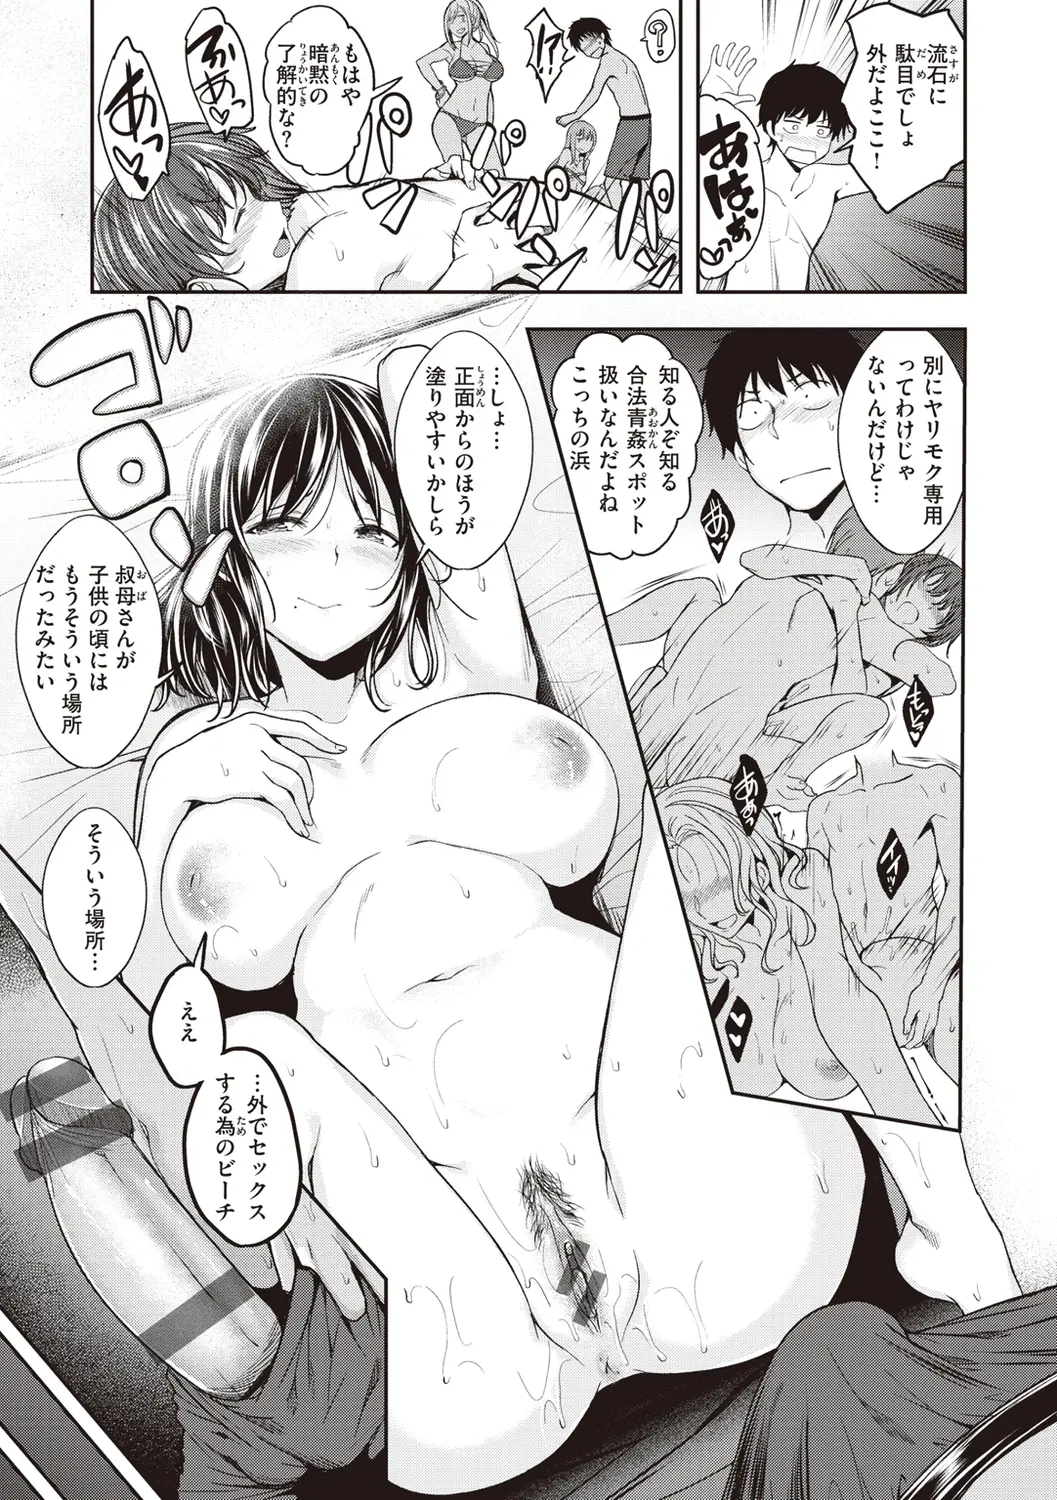 流石に
駄目でしょ
外だよここ！
あはぁっ
！？
？
もはや
暗黙の
了解的な？
ふあっ
あっ
別にヤリモク専用
ってわけじゃ
ないんだけど…
知る人ぞ知る
合法青姦スポット
扱いなんだよね
こっちの浜
あっ
もしっ
ああっ
イイッ
…しょ…
正面からのほうが
塗りやすいかしら
ゴロッ
叔母さんが
子供の頃には
もうそういう場所
だったみたい
そういう場所…
ええ
…外でセックス
する為のビーチ